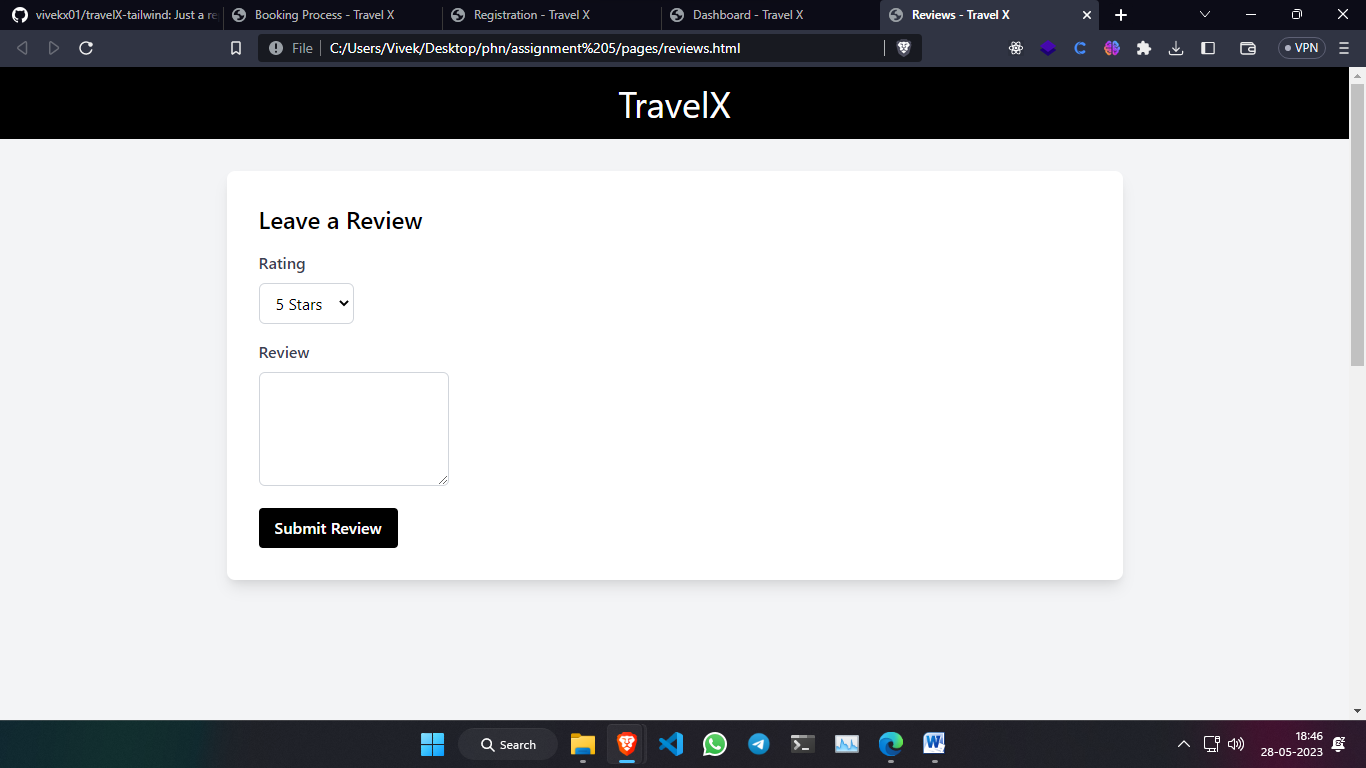 vivekx01/travelX-tailwind: Just a re
Booking Process - Travel X
Registration - Travel X
Dashboard - Travel X
Reviews - Travel X
File
C:/Users/Vivek/Desktop/phn/assignment%205/pages/reviews.html
VPN
TravelX
Leave a Review
Rating
5 Stars
Review
Submit Review
Search
18:46
28-05-2023